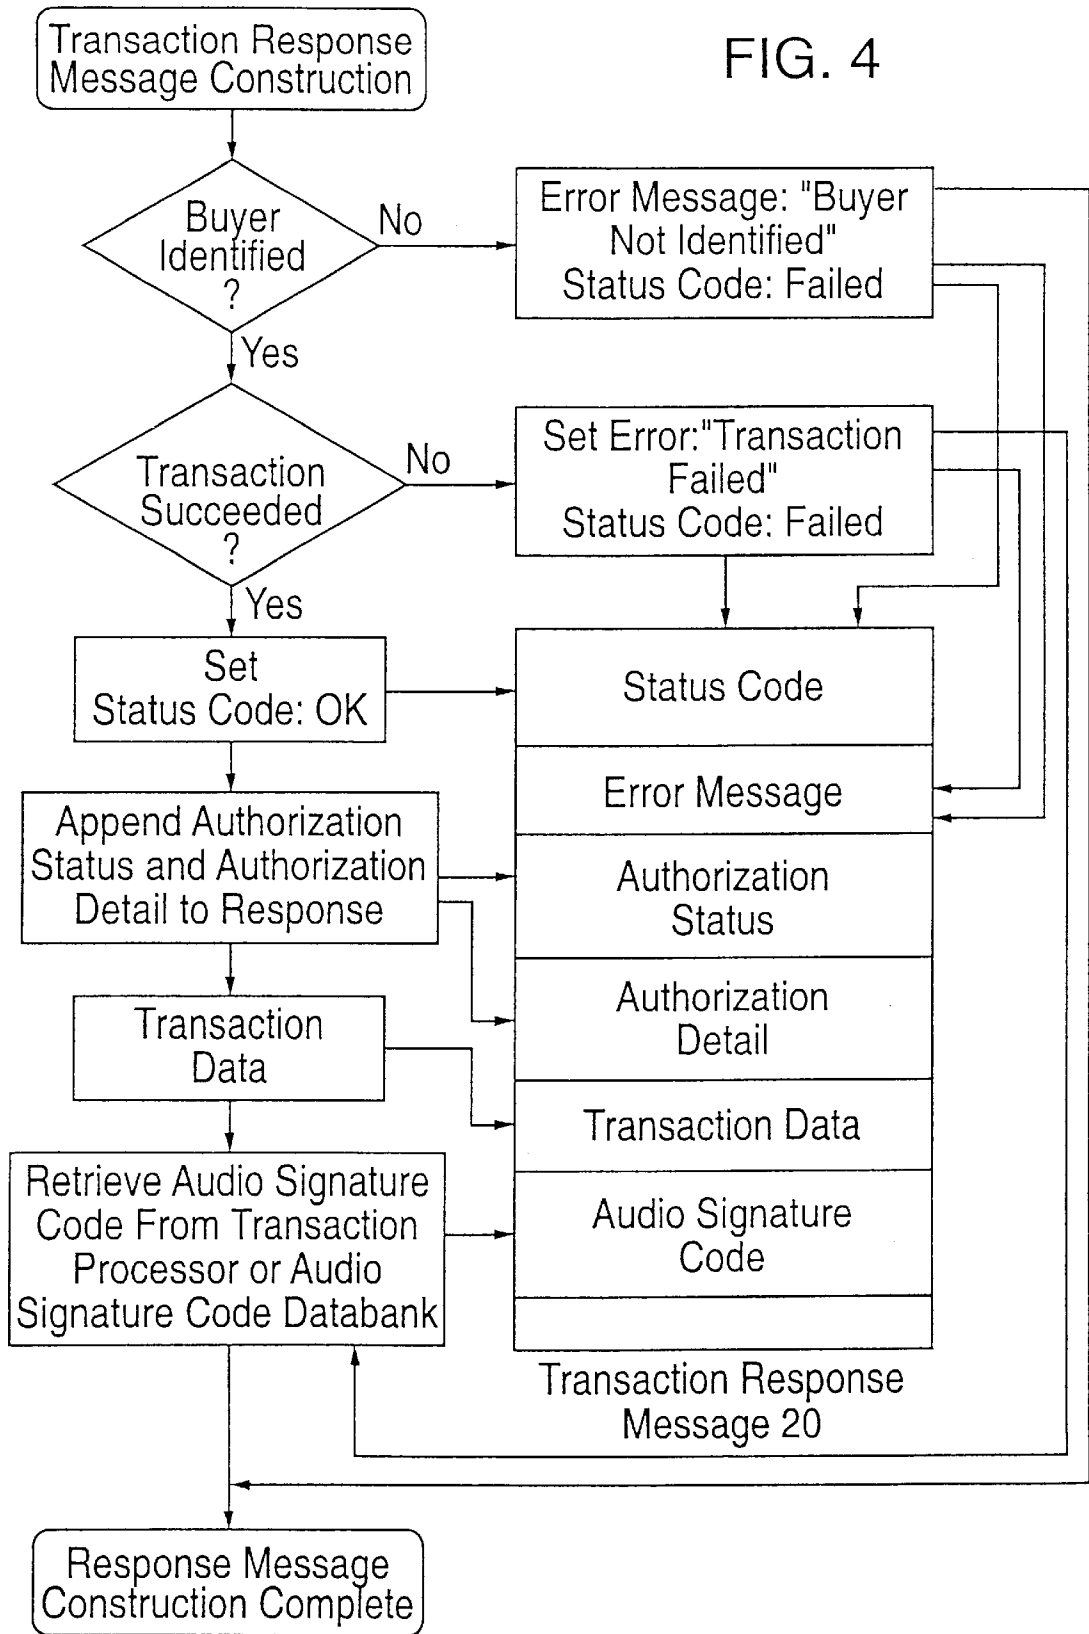 Transaction Response
Message Construction
FIG. 4
Buyer
Identified
?
No
Error Message: "Buyer
Not Identified"
Status Code: Failed
Yes
Transaction
Succeeded
?
No
Set Error:"Transaction
Failed"
Status Code: Failed
Yes
Set
Status Code: OK
Status Code
Append Authorization
Status and Authorization
Detail to Response
Error Message
Authorization
Status
Authorization
Detail
Transaction
Data
Transaction Data
Retrieve Audio Signature
Code From Transaction
Processor or Audio
Signature Code Databank
Audio Signature
Code
Transaction Response
Message 20
Response Message
Construction Complete